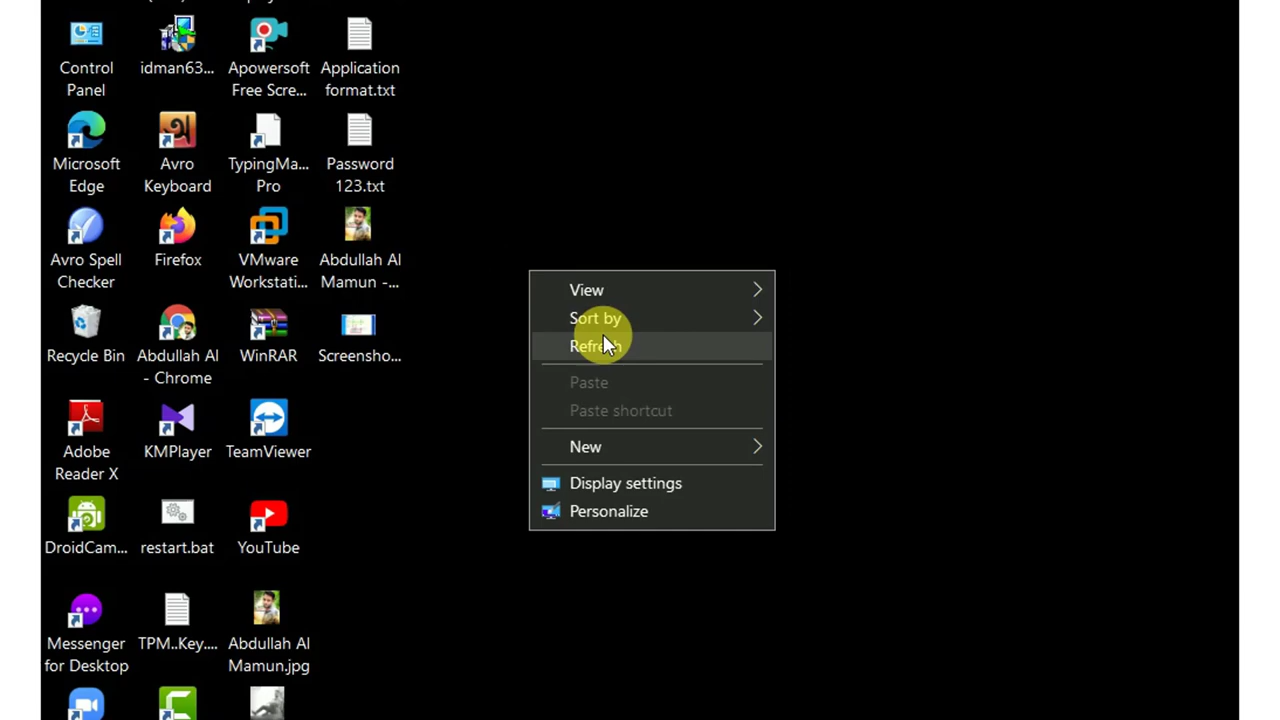 Control
Panel
idman63...
Apowersoft
Free Scre...
Application
format.txt
Microsoft
Edge
Avro
Keyboard
TypingMa...
Pro
Password
123.txt
Avro Spell
Checker
Firefox
VMware
Workstati...
Abdullah Al
Mamun -...
Recycle Bin
Abdullah Al
- Chrome
WinRAR
Screensho...
Adobe
Reader X
KMPlayer
TeamViewer
DroidCam...
restart.bat
YouTube
Messenger
for Desktop
TPM..Key....
Abdullah Al
Mamun.jpg
View
Sort by
Refresh
Paste
Paste shortcut
New
Display settings
Personalize